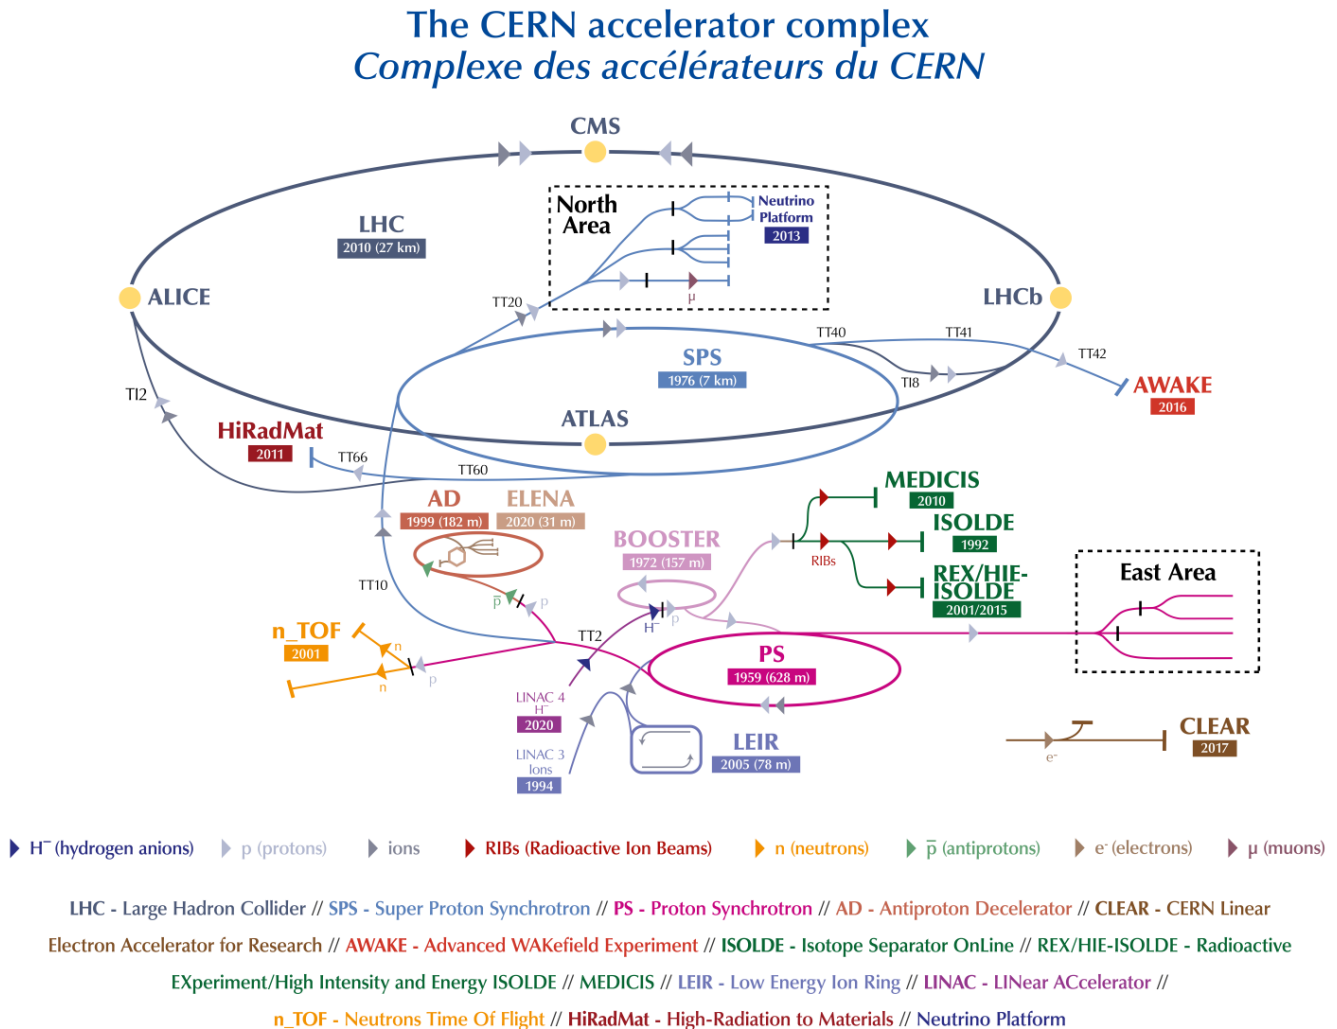 The CERN accelerator complex
Complexe des accélérateurs du CERN
CMS
North
Area
Neutrino
Platform
2013
LHC
2010 (27 km)
μ
ALICE
LHCb
TT20
TT40
TT41
TT42
SPS
1976 (7 km)
TI8
TI2
AWAKE
2016
ATLAS
HiRadMat
2011
TT66
TT60
MEDICIS
2010
AD
1999 (182 m)
ELENA
2020 (31 m)
ISOLDE
1992
BOOSTER
1972 (157 m)
RIBs
REX/HIE-
ISOLDE
2001/2015
East Area
TT10
p̅
p
H⁻
p
n_TOF
2001
n
n
p
TT2
PS
1959 (628 m)
LINAC 4
H⁻
2020
LINAC 3
Ions
1994
LEIR
2005 (78 m)
CLEAR
2017
e⁻
H⁻ (hydrogen anions)
p (protons)
ions
RIBs (Radioactive Ion Beams)
n (neutrons)
p̅ (antiprotons)
e⁻ (electrons)
μ (muons)
LHC - Large Hadron Collider // SPS - Super Proton Synchrotron // PS - Proton Synchrotron // AD - Antiproton Decelerator // CLEAR - CERN Linear
Electron Accelerator for Research // AWAKE - Advanced WAKefield Experiment // ISOLDE - Isotope Separator OnLine // REX/HIE-ISOLDE - Radioactive
EXperiment/High Intensity and Energy ISOLDE // MEDICIS // LEIR - Low Energy Ion Ring // LINAC - LINear ACcelerator //
n_TOF - Neutrons Time Of Flight // HiRadMat - High-Radiation to Materials // Neutrino Platform